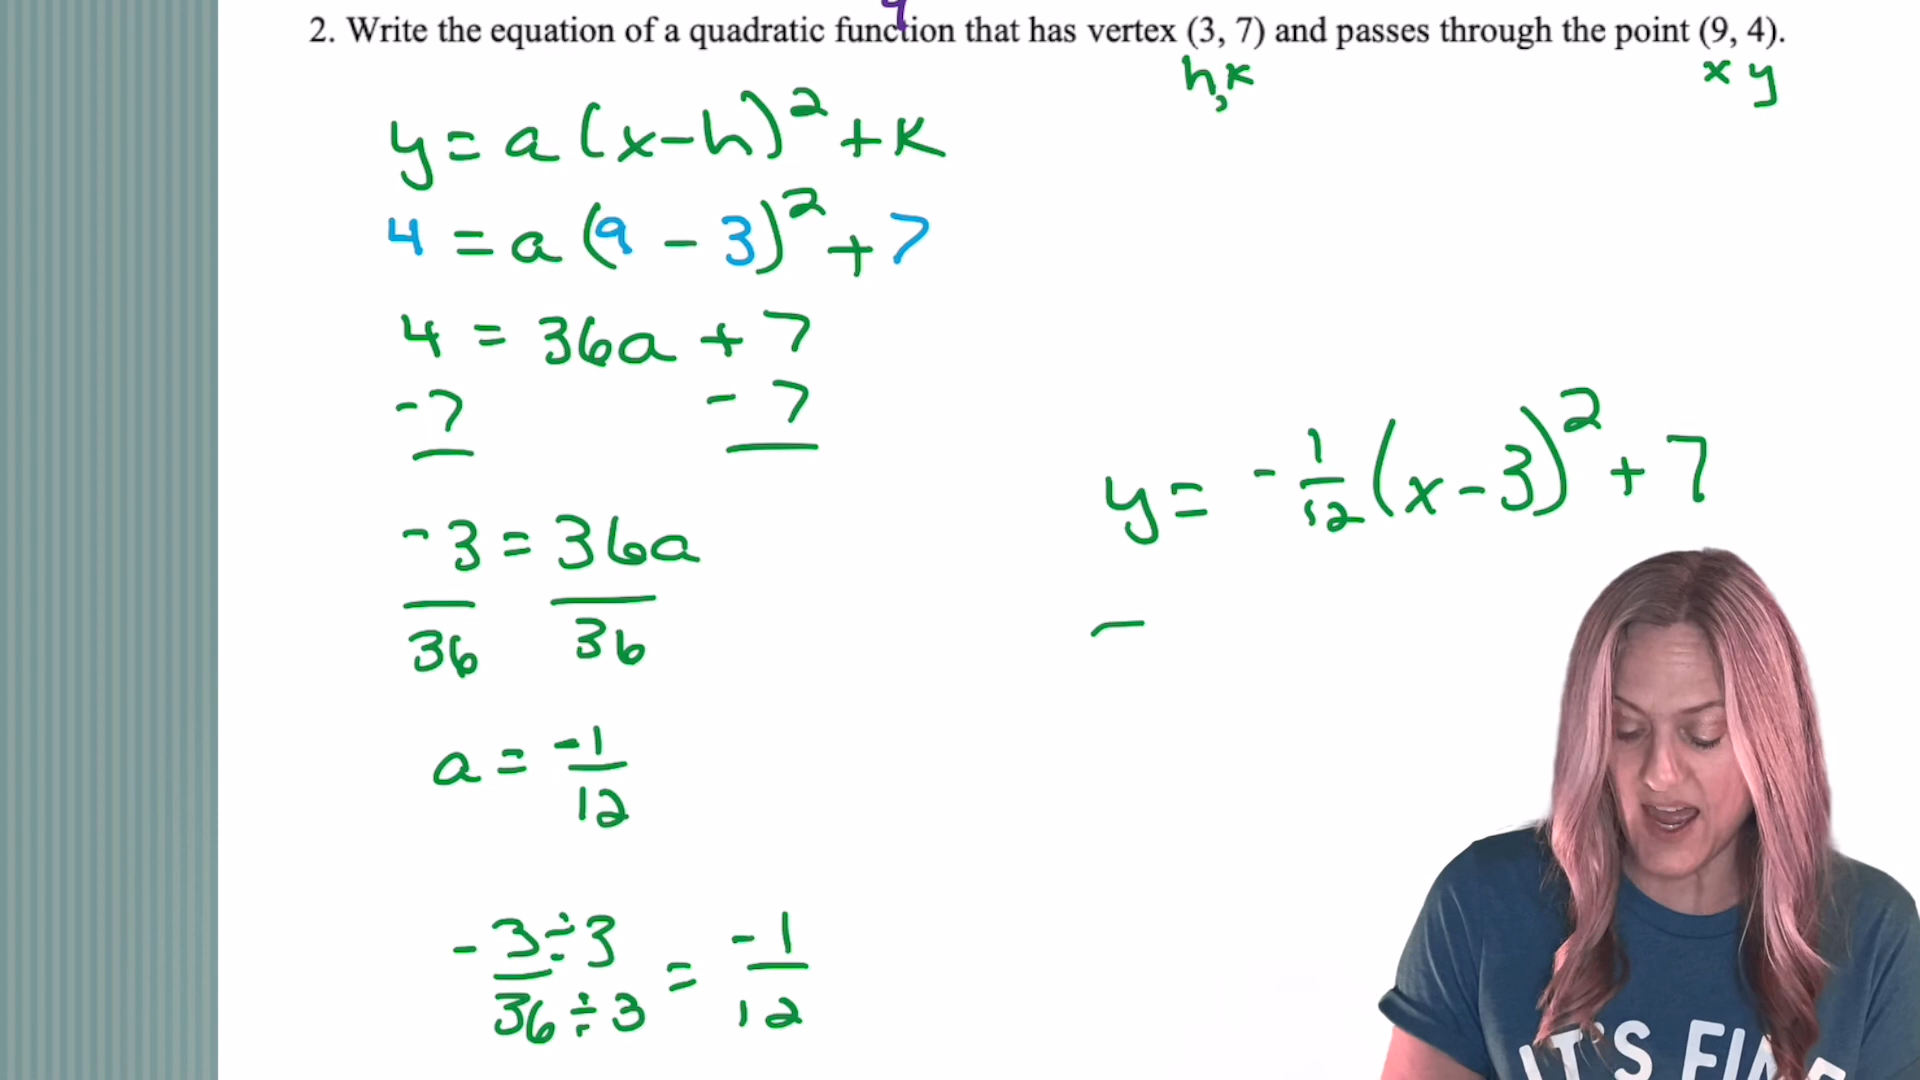 2. Write the equation of a quadratic function that has vertex (3, 7) and passes through the point (9, 4).
h, k x y
y = a (x-h)² + k
4 = a (9 - 3)² + 7
4 = 36a + 7
-7 - 7
-3 = 36a
36 36
a = -1
12
y = -1/12 (x-3)² + 7
-3÷3 = -1
36÷3 12
IT'S FINE